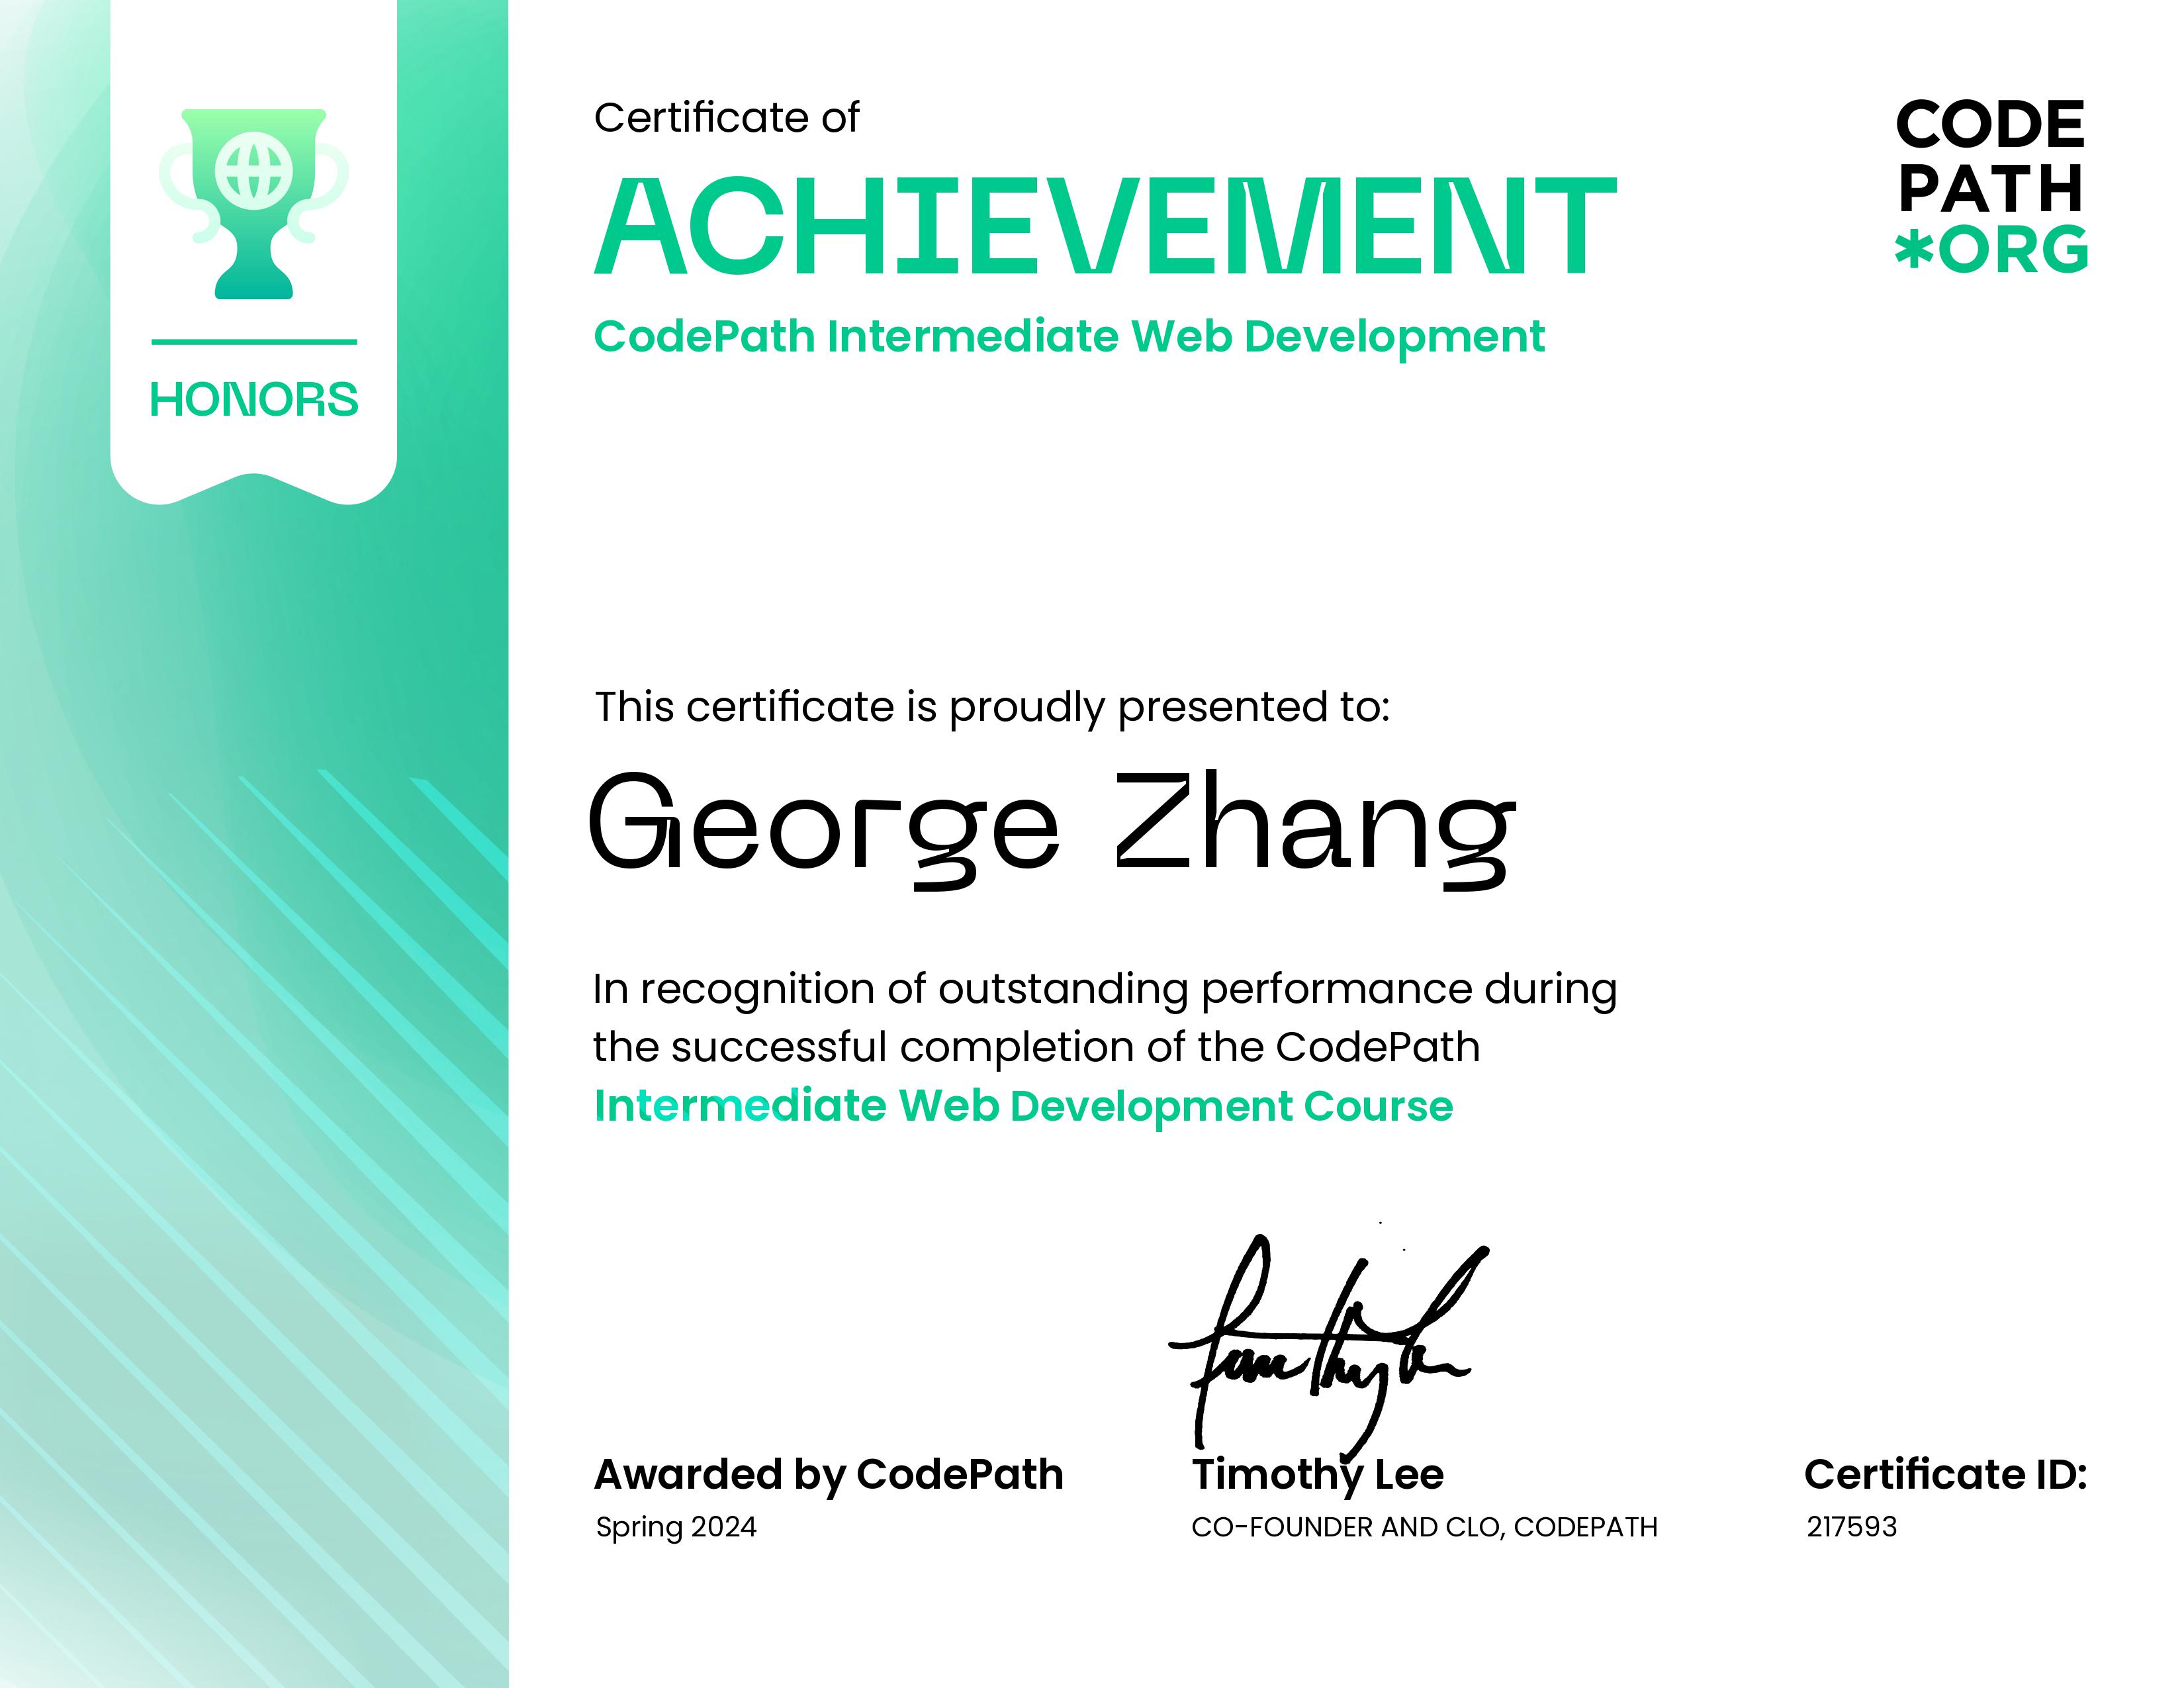 HONORS
Certificate of
ACHIEVEMENT
CodePath Intermediate Web Development
CODE
PATH
*ORG
This certificate is proudly presented to:
George Zhang
In recognition of outstanding performance during
the successful completion of the CodePath
Intermediate Web Development Course
Awarded by CodePath
Spring 2024
Timothy Lee
CO-FOUNDER AND CLO, CODEPATH
Certificate ID:
217593